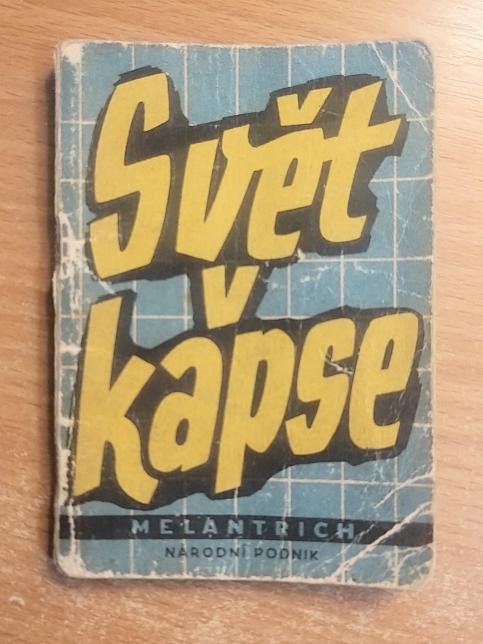 Svět
v
kapse
MELANTRICH
NÁRODNÍ PODNIK